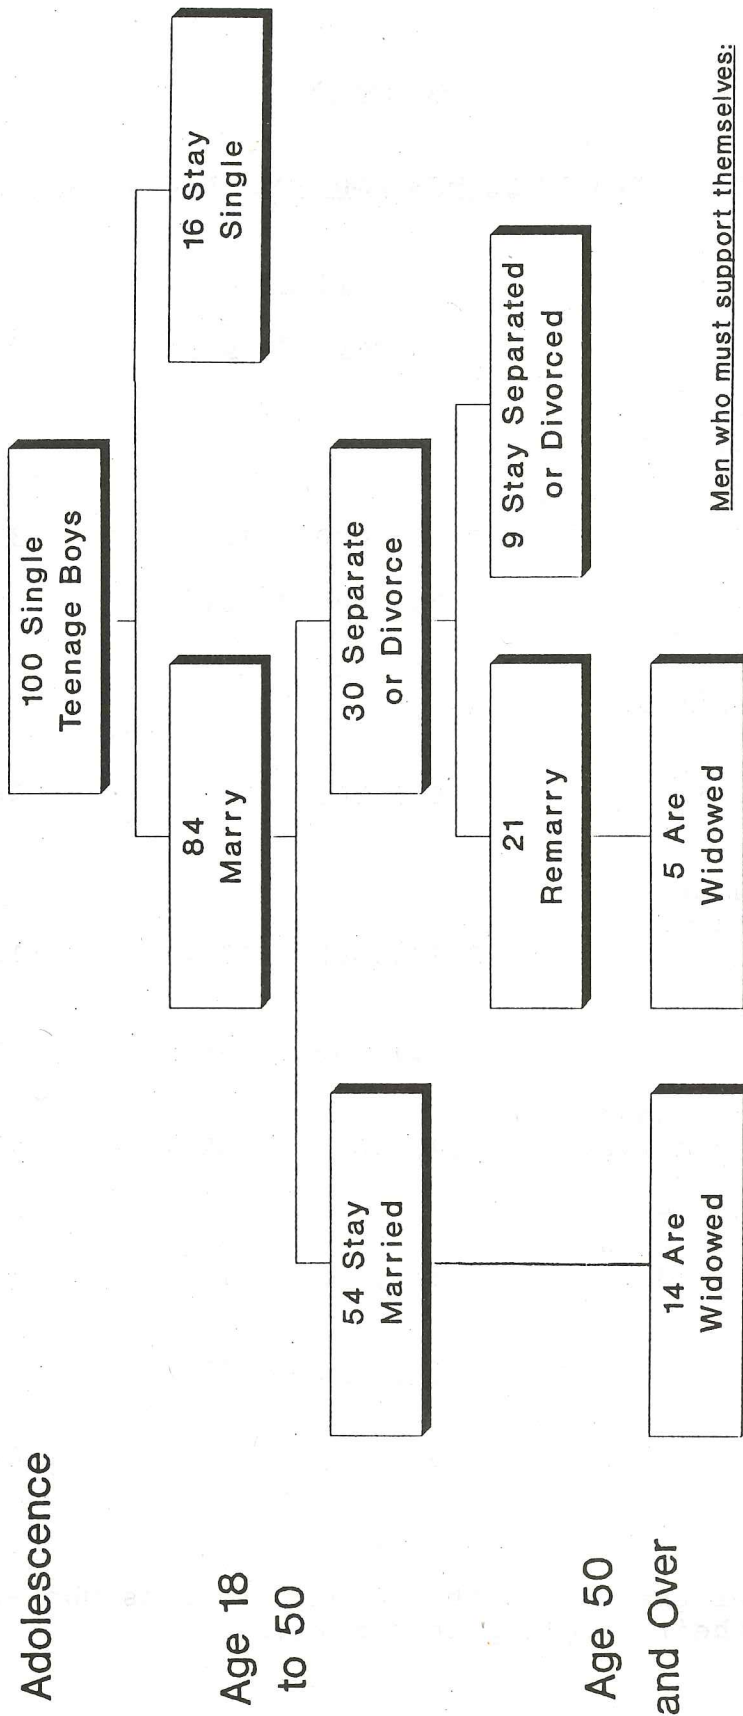 Adolescence
100 Single
Teenage Boys
Age 18
to 50
84
Marry
16 Stay
Single
54 Stay
Married
30 Separate
or Divorce
21
Remarry
9 Stay Separated
or Divorced
Age 50
and Over
14 Are
Widowed
5 Are
Widowed
Men who must support themselves: